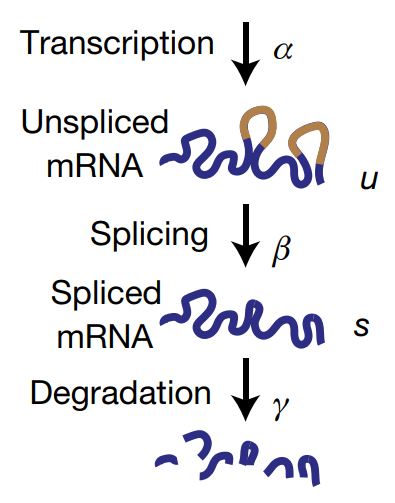 Transcription α
Unspliced
mRNA
u
Splicing β
Spliced
mRNA
s
Degradation γ